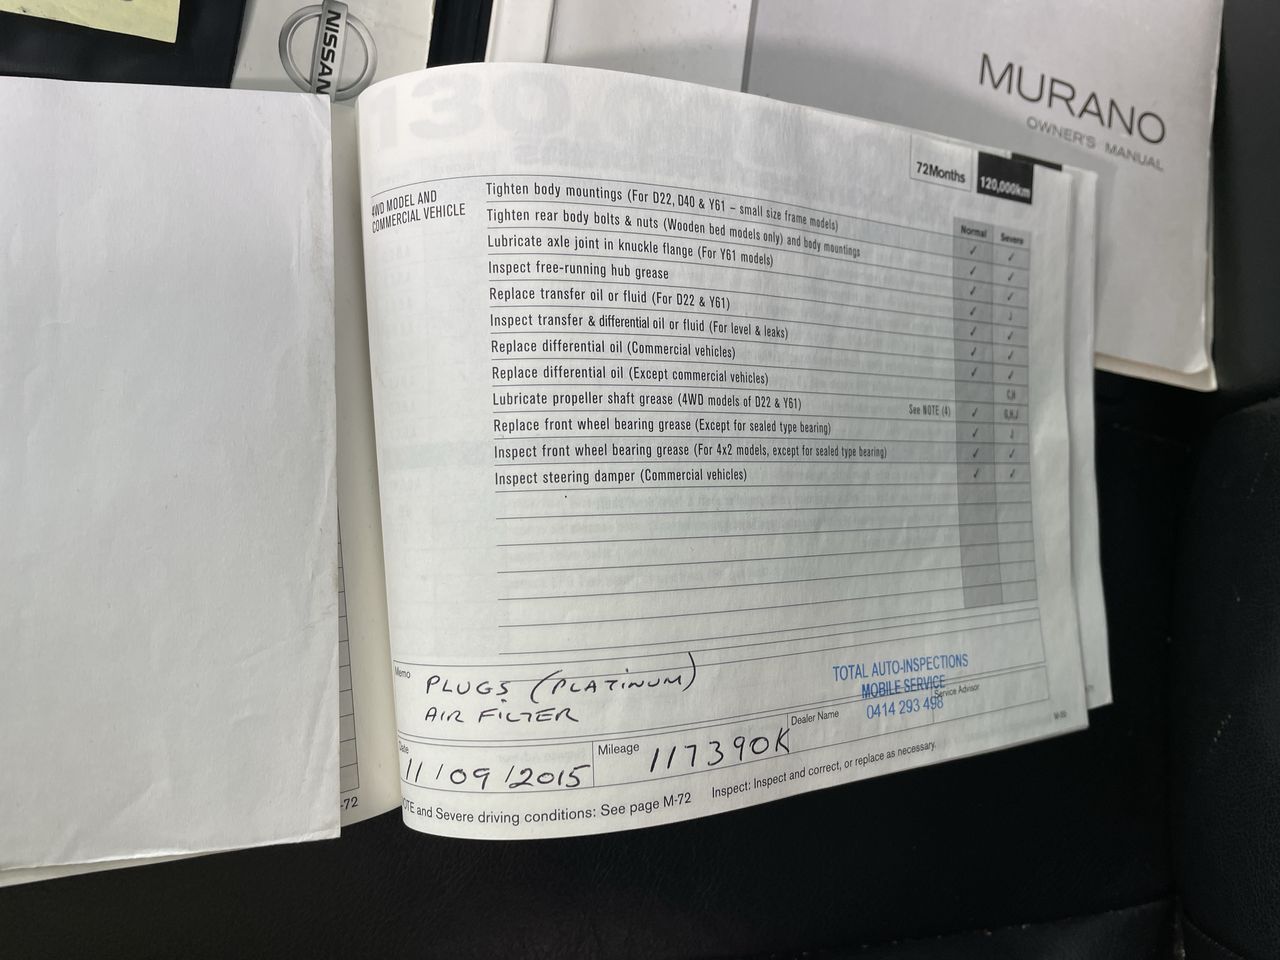 NISSAN
MURANO
OWNER'S MANUAL
72Months
120,000km
4WD MODEL AND
COMMERCIAL VEHICLE
Normal Severe
Tighten body mountings (For D22, D40 & Y61 – small size frame models) ✓ ✓
Tighten rear body bolts & nuts (Wooden bed models only) and body mountings ✓ ✓
Lubricate axle joint in knuckle flange (For Y61 models) ✓ ✓
Inspect free-running hub grease ✓ J
Replace transfer oil or fluid (For D22 & Y61) ✓ ✓
Inspect transfer & differential oil or fluid (For level & leaks) ✓ ✓
Replace differential oil (Commercial vehicles) ✓ ✓
Replace differential oil (Except commercial vehicles) C,H
Lubricate propeller shaft grease (4WD models of D22 & Y61) See NOTE (4) ✓ G,H,J
Replace front wheel bearing grease (Except for sealed type bearing) ✓ J
Inspect front wheel bearing grease (For 4x2 models, except for sealed type bearing) ✓ ✓
Inspect steering damper (Commercial vehicles) ✓ ✓
Memo
PLUGS (PLATINUM)
AIR FILTER
TOTAL AUTO-INSPECTIONS
MOBILE SERVICE
0414 293 498
Date
11/09/2015
Mileage
117390K
Dealer Name
Service Advisor
NOTE and Severe driving conditions: See page M-72 Inspect: Inspect and correct, or replace as necessary.
-72